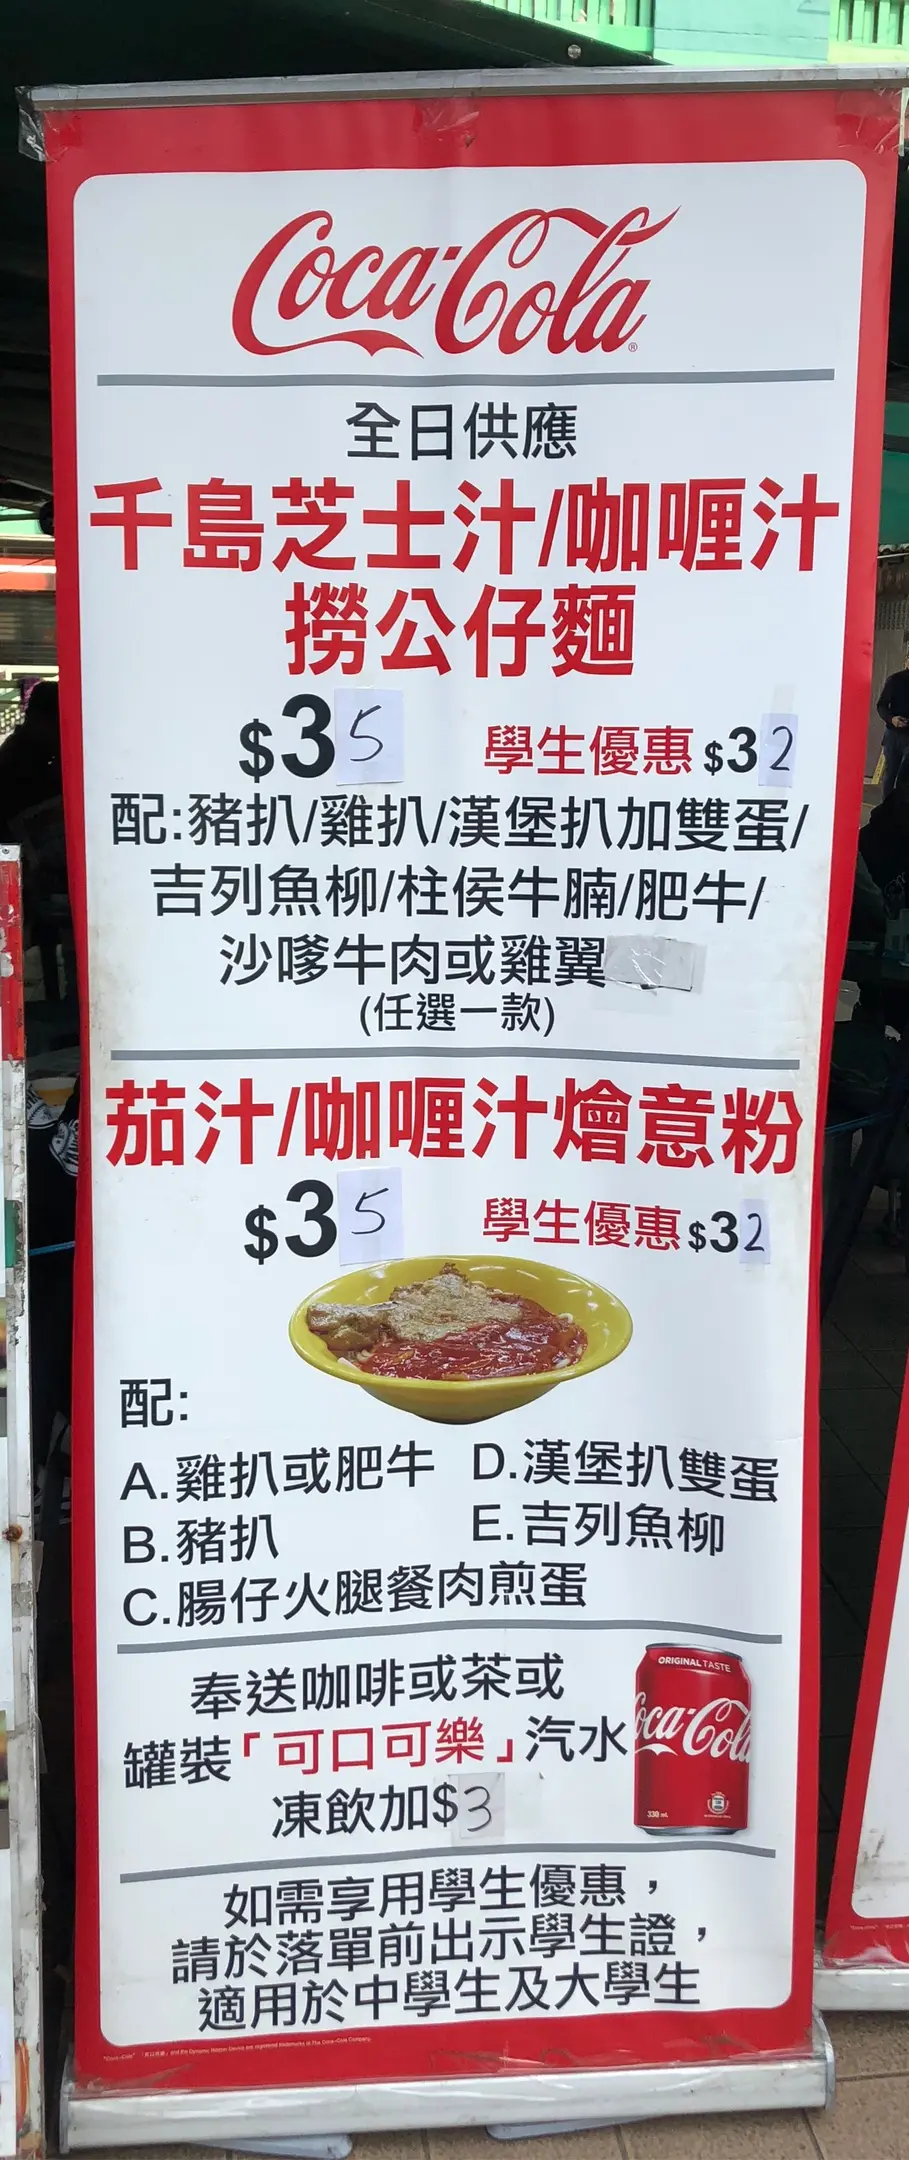 Coca-Cola
全日供應
千島芝士汁/咖喱汁
撈公仔麵
$35 學生優惠 $32
配:豬扒/雞扒/漢堡扒加雙蛋/
吉列魚柳/柱侯牛腩/肥牛/
沙嗲牛肉或雞翼
(任選一款)
茄汁/咖喱汁燴意粉
$35 學生優惠 $32
配:
A.雞扒或肥牛 D.漢堡扒雙蛋
B.豬扒 E.吉列魚柳
C.腸仔火腿餐肉煎蛋
奉送咖啡或茶或
罐裝「可口可樂」汽水
凍飲加$3
ORIGINAL TASTE
Coca-Cola
330 mL
如需享用學生優惠，
請於落單前出示學生證，
適用於中學生及大學生